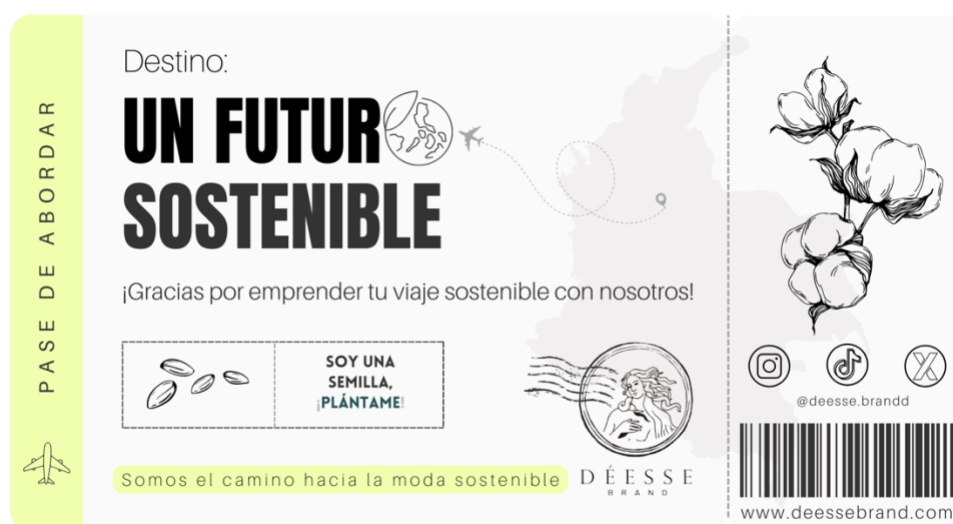 PASE DE ABORDAR
Destino:
UN FUTURO
SOSTENIBLE
¡Gracias por emprender tu viaje sostenible con nosotros!
SOY UNA
SEMILLA,
¡PLÁNTAME!
Somos el camino hacia la moda sostenible
DÉESSE
BRAND
@deesse.brandd
www.deessebrand.com